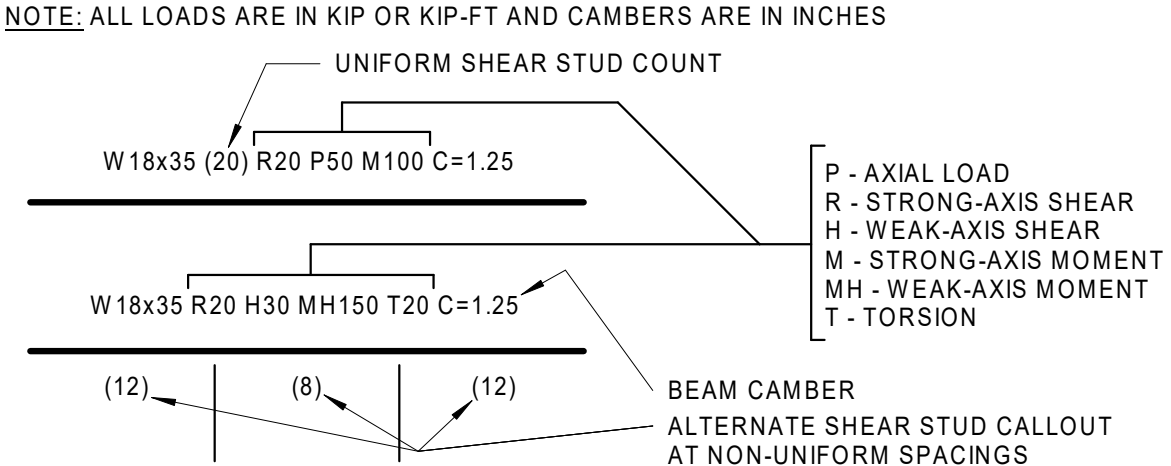 NOTE: ALL LOADS ARE IN KIP OR KIP-FT AND CAMBERS ARE IN INCHES
UNIFORM SHEAR STUD COUNT
W18x35 (20) R20 P50 M100 C=1.25
P - AXIAL LOAD
R - STRONG-AXIS SHEAR
H - WEAK-AXIS SHEAR
M - STRONG-AXIS MOMENT
MH - WEAK-AXIS MOMENT
T - TORSION
W18x35 R20 H30 MH150 T20 C=1.25
(12) (8) (12)
BEAM CAMBER
ALTERNATE SHEAR STUD CALLOUT
AT NON-UNIFORM SPACINGS